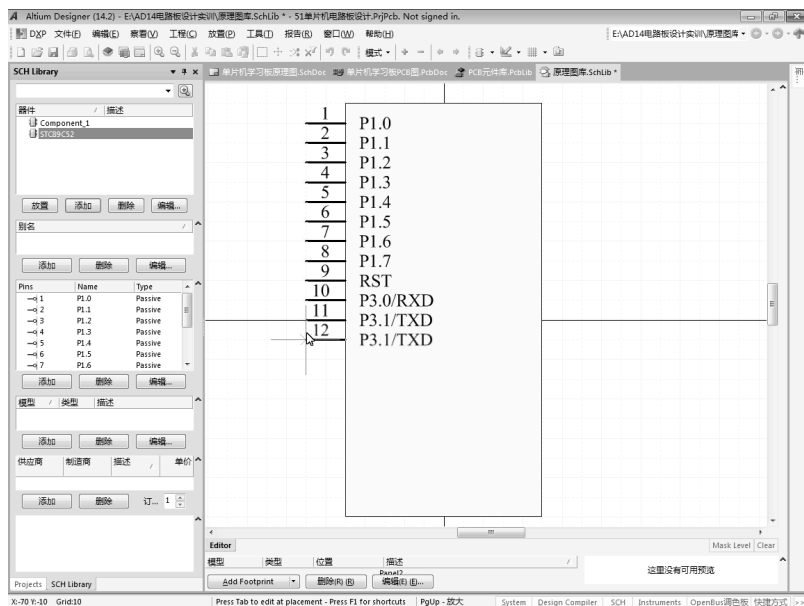 Altium Designer (14.2) - E:\AD14电路板设计实训\原理图库.SchLib * - 51单片机电路板设计.PrjPcb. Not signed in.
DXP 文件(F) 编辑(E) 察看(V) 工程(C) 放置(P) 工具(T) 报告(R) 窗口(W) 帮助(H) E:\AD14电路板设计实训\原理图库
模式
SCH Library
单片机学习板原理图.SchDoc 单片机学习板PCB图.PcbDoc PCB元件库.PcbLib 原理图库.SchLib *
器件 / 描述
Component_1
STC89C52
放置 添加 删除 编辑...
别名 /
添加 删除 编辑...
Pins Name Type
1 P1.0 Passive
2 P1.1 Passive
3 P1.2 Passive
4 P1.3 Passive
5 P1.4 Passive
6 P1.5 Passive
7 P1.6 Passive
添加 删除 编辑...
模型 / 类型 描述
添加 删除 编辑...
供应商 制造商 描述 / 单价
添加 删除 订... 1
Projects SCH Library
1 P1.0
2 P1.1
3 P1.2
4 P1.3
5 P1.4
6 P1.5
7 P1.6
8 P1.7
9 RST
10 P3.0/RXD
11 P3.1/TXD
12 P3.1/TXD
Editor Mask Level Clear
模型 类型 位置 描述 /
Panel2
这里没有可用预览
Add Footprint 删除(R) (R) 编辑(E) (E)...
X:-70 Y:-10 Grid:10 Press Tab to edit at placement - Press F1 for shortcuts PgUp - 放大 System Design Compiler SCH Instruments OpenBus调色板 快捷方式 >>